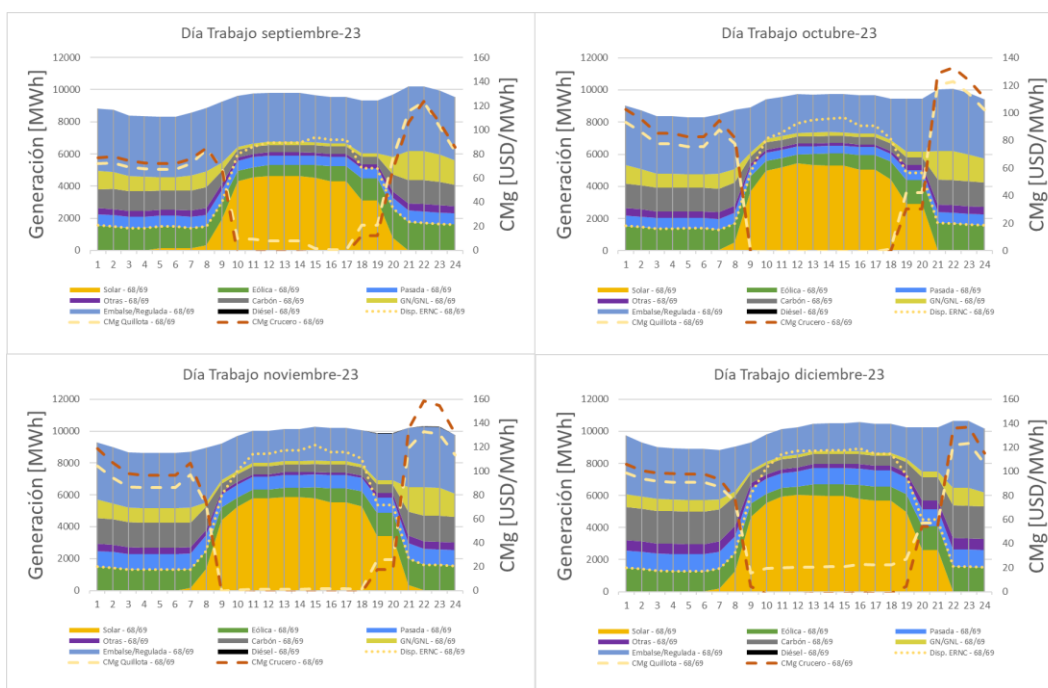 Día Trabajo septiembre-23
Generación [MWh]
12000
10000
8000
6000
4000
2000
0
160
140
120
100
80
60
40
20
0
CMg [USD/MWh]
1 2 3 4 5 6 7 8 9 10 11 12 13 14 15 16 17 18 19 20 21 22 23 24
Solar - 68/69 Eólica - 68/69 Pasada - 68/69
Otras - 68/69 Carbón - 68/69 GN/GNL - 68/69
Embalse/Regulada - 68/69 Diésel - 68/69 Disp. ERNC - 68/69
CMg Quillota - 68/69 CMg Crucero - 68/69
Día Trabajo octubre-23
Generación [MWh]
12000
10000
8000
6000
4000
2000
0
140
120
100
80
60
40
20
0
CMg [USD/MWh]
1 2 3 4 5 6 7 8 9 10 11 12 13 14 15 16 17 18 19 20 21 22 23 24
Solar - 68/69 Eólica - 68/69 Pasada - 68/69
Otras - 68/69 Carbón - 68/69 GN/GNL - 68/69
Embalse/Regulada - 68/69 Diésel - 68/69 Disp. ERNC - 68/69
CMg Quillota - 68/69 CMg Crucero - 68/69
Día Trabajo noviembre-23
Generación [MWh]
12000
10000
8000
6000
4000
2000
0
160
140
120
100
80
60
40
20
0
CMg [USD/MWh]
1 2 3 4 5 6 7 8 9 10 11 12 13 14 15 16 17 18 19 20 21 22 23 24
Solar - 68/69 Eólica - 68/69 Pasada - 68/69
Otras - 68/69 Carbón - 68/69 GN/GNL - 68/69
Embalse/Regulada - 68/69 Diésel - 68/69 Disp. ERNC - 68/69
CMg Quillota - 68/69 CMg Crucero - 68/69
Día Trabajo diciembre-23
Generación [MWh]
12000
10000
8000
6000
4000
2000
0
160
140
120
100
80
60
40
20
0
CMg [USD/MWh]
1 2 3 4 5 6 7 8 9 10 11 12 13 14 15 16 17 18 19 20 21 22 23 24
Solar - 68/69 Eólica - 68/69 Pasada - 68/69
Otras - 68/69 Carbón - 68/69 GN/GNL - 68/69
Embalse/Regulada - 68/69 Diésel - 68/69 Disp. ERNC - 68/69
CMg Quillota - 68/69 CMg Crucero - 68/69